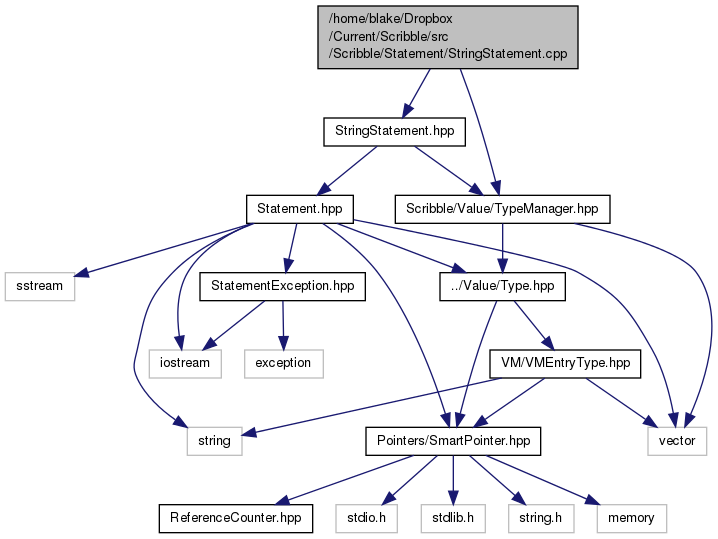 /home/blake/Dropbox
/Current/Scribble/src
/Scribble/Statement/StringStatement.cpp
StringStatement.hpp
Statement.hpp
Scribble/Value/TypeManager.hpp
sstream
StatementException.hpp
../Value/Type.hpp
iostream
exception
VM/VMEntryType.hpp
string
Pointers/SmartPointer.hpp
vector
ReferenceCounter.hpp
stdio.h
stdlib.h
string.h
memory